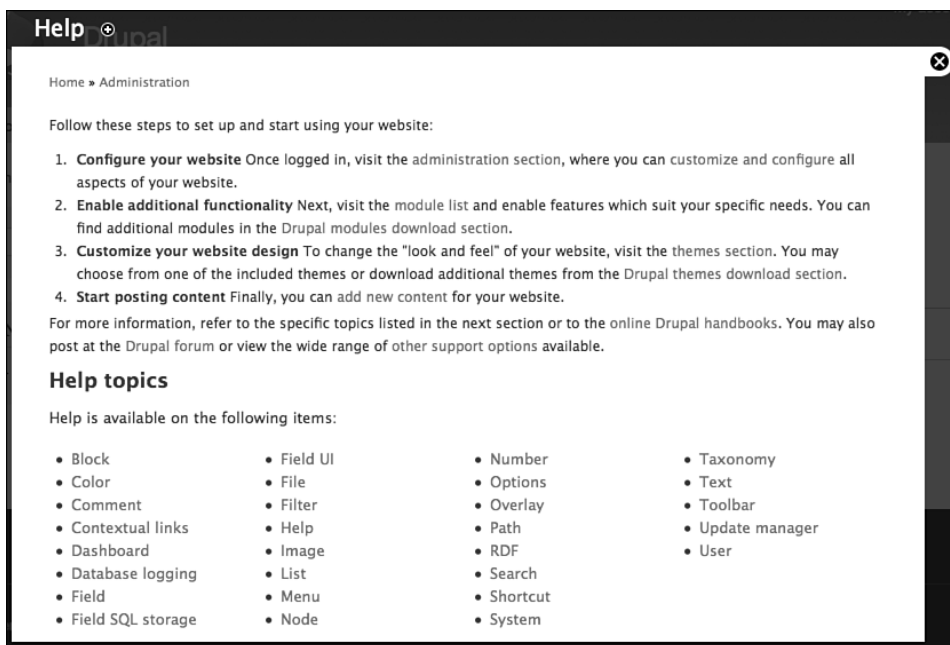 Help
Drupal
Home » Administration
Follow these steps to set up and start using your website:
1. Configure your website Once logged in, visit the administration section, where you can customize and configure all
aspects of your website.
2. Enable additional functionality Next, visit the module list and enable features which suit your specific needs. You can
find additional modules in the Drupal modules download section.
3. Customize your website design To change the "look and feel" of your website, visit the themes section. You may
choose from one of the included themes or download additional themes from the Drupal themes download section.
4. Start posting content Finally, you can add new content for your website.
For more information, refer to the specific topics listed in the next section or to the online Drupal handbooks. You may also
post at the Drupal forum or view the wide range of other support options available.
Help topics
Help is available on the following items:
• Block
• Color
• Comment
• Contextual links
• Dashboard
• Database logging
• Field
• Field SQL storage
• Field UI
• File
• Filter
• Help
• Image
• List
• Menu
• Node
• Number
• Options
• Overlay
• Path
• RDF
• Search
• Shortcut
• System
• Taxonomy
• Text
• Toolbar
• Update manager
• User